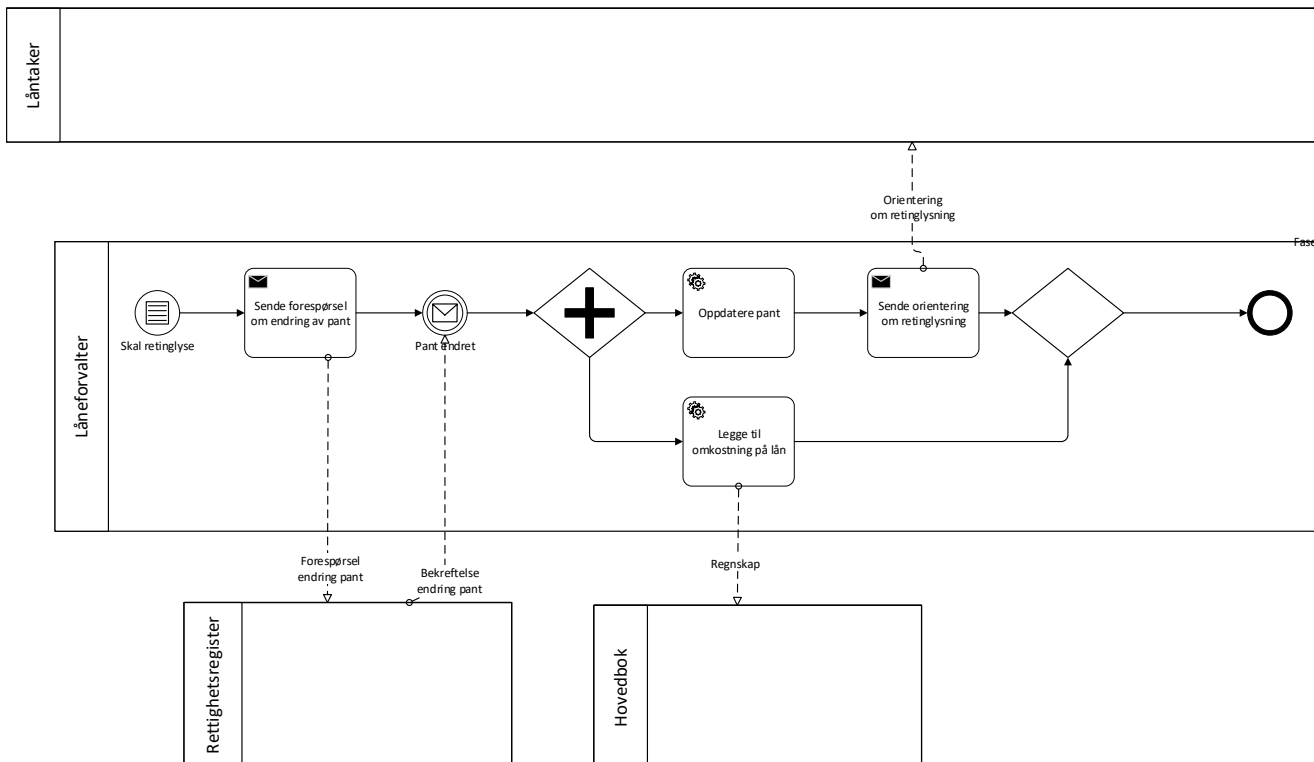 Låntaker
Orientering
om retinglysning
Fase
Låneforvalter
Skal retinglyse
Sende forespørsel
om endring av pant
Pant endret
Oppdatere pant
Sende orientering
om retinglysning
Legge til
omkostning på lån
Forespørsel
endring pant
Bekreftelse
endring pant
Regnskap
Rettighetsregister
Hovedbok